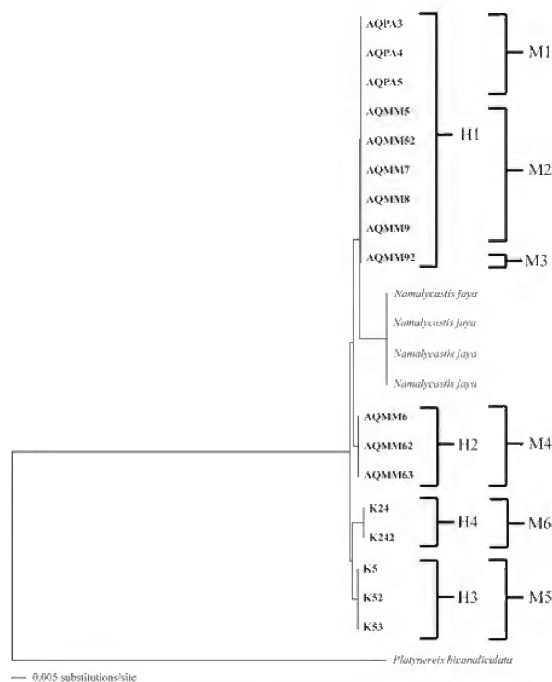 AQPA3
AQPA4
AQPA5
AQMM5
AQMM52
AQMM7
AQMM8
AQMM9
AQMM92
H1
M1
M2
M3
Namalycastis jaya
Namalycastis jaya
Namalycastis jaya
Namalycastis jaya
AQMM6
AQMM62
AQMM63
H2
M4
K24
K242
H4
M6
K5
K52
K53
H3
M5
Platynereis bicanaliculata
0.005 substitutions/site